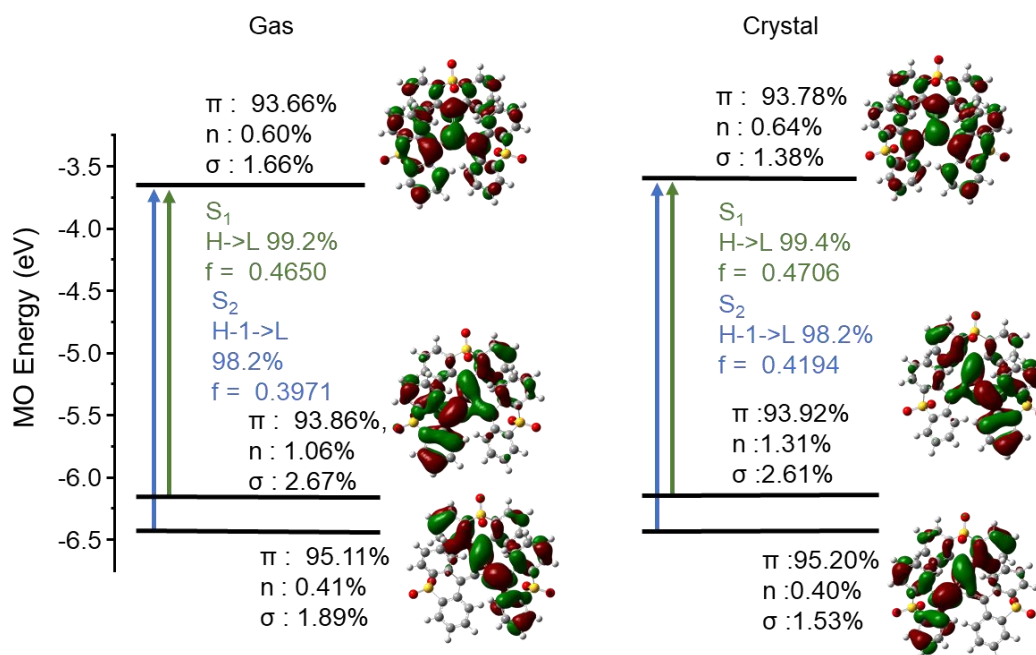 Gas
Crystal
π : 93.66%
n : 0.60%
σ : 1.66%
π : 93.78%
n : 0.64%
σ : 1.38%
MO Energy (eV)
-3.5
-4.0
-4.5
-5.0
-5.5
-6.0
-6.5
S₁
H->L 99.2%
f = 0.4650
S₂
H-1->L
98.2%
f = 0.3971
π : 93.86%,
n : 1.06%
σ : 2.67%
π : 95.11%
n : 0.41%
σ : 1.89%
S₁
H->L 99.4%
f = 0.4706
S₂
H-1->L 98.2%
f = 0.4194
π :93.92%
n :1.31%
σ :2.61%
π :95.20%
n :0.40%
σ :1.53%